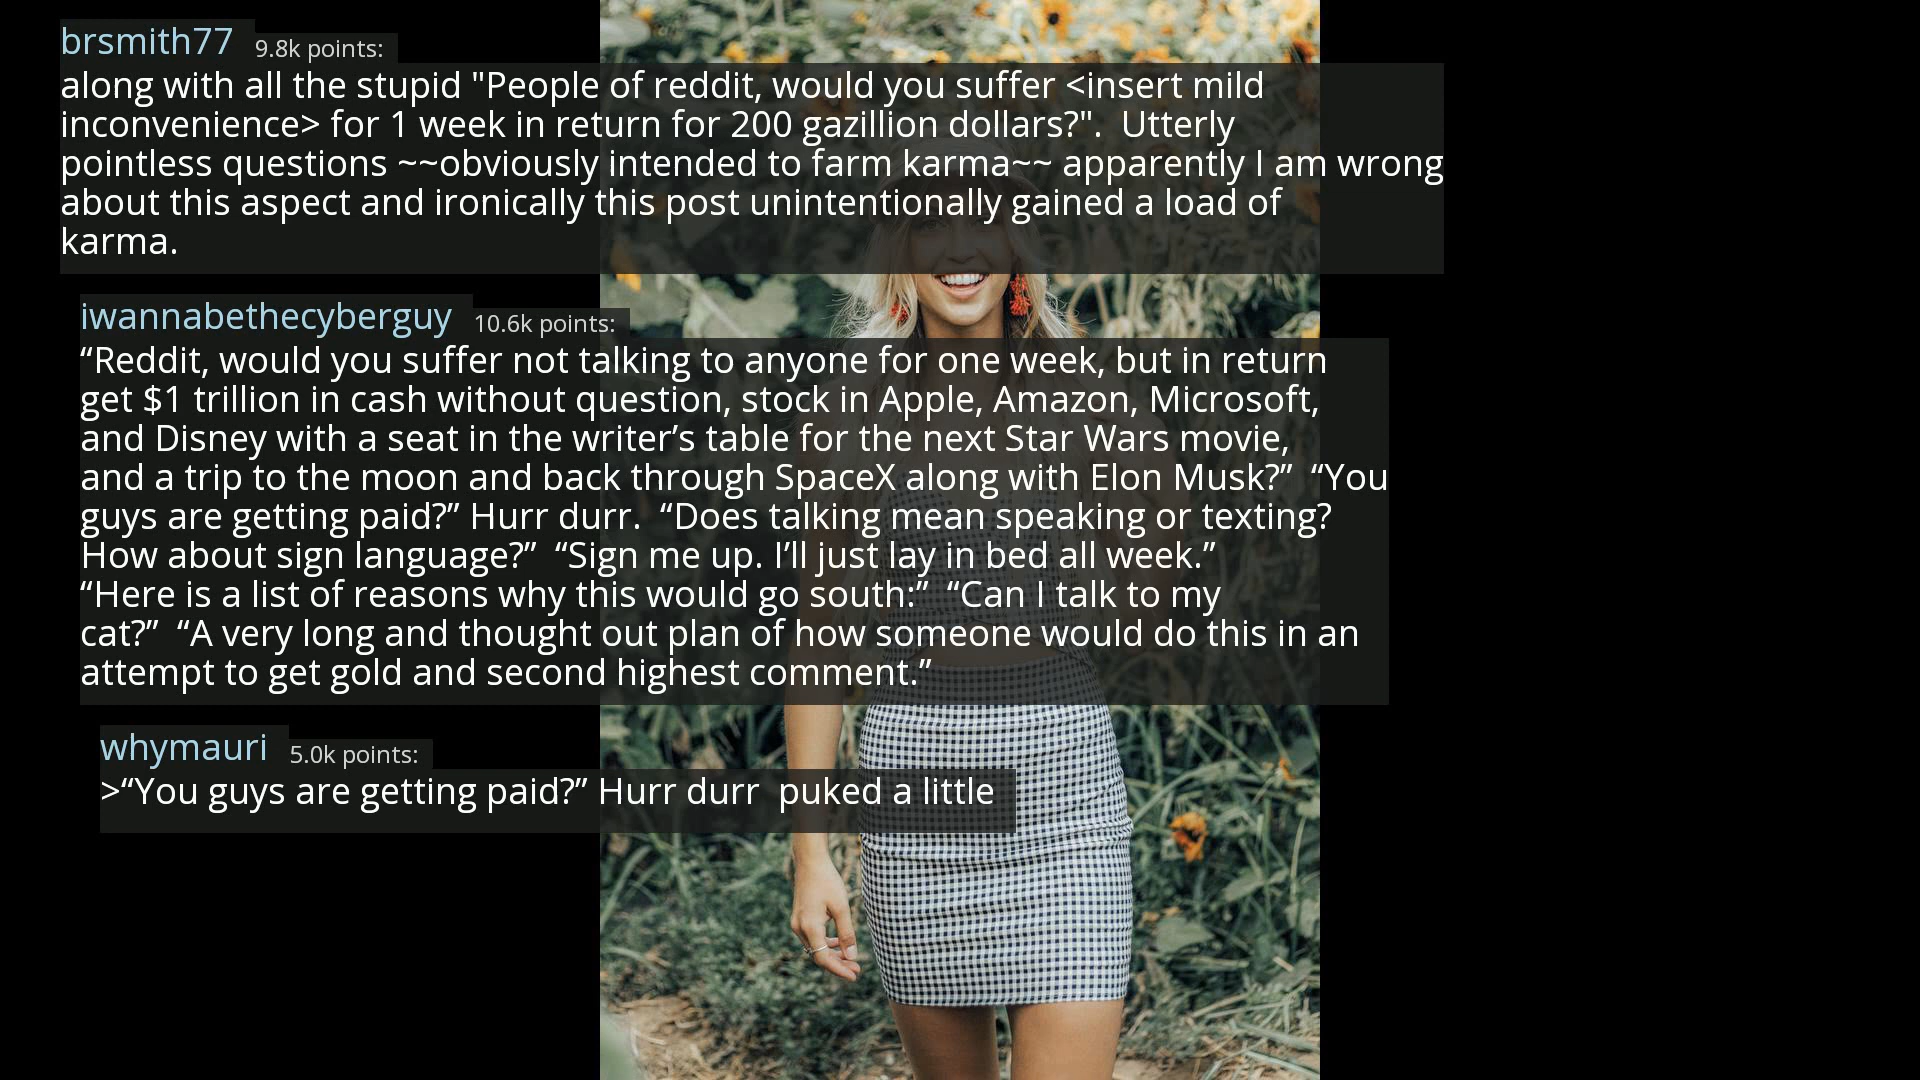 brsmith77 9.8k points:
along with all the stupid "People of reddit, would you suffer <insert mild
inconvenience> for 1 week in return for 200 gazillion dollars?".  Utterly
pointless questions ~~obviously intended to farm karma~~ apparently I am wrong
about this aspect and ironically this post unintentionally gained a load of
karma.
iwannabethecyberguy 10.6k points:
“Reddit, would you suffer not talking to anyone for one week, but in return
get $1 trillion in cash without question, stock in Apple, Amazon, Microsoft,
and Disney with a seat in the writer’s table for the next Star Wars movie,
and a trip to the moon and back through SpaceX along with Elon Musk?”  “You
guys are getting paid?” Hurr durr.  “Does talking mean speaking or texting?
How about sign language?”  “Sign me up. I’ll just lay in bed all week.”
“Here is a list of reasons why this would go south:”  “Can I talk to my
cat?”  “A very long and thought out plan of how someone would do this in an
attempt to get gold and second highest comment.”
whymauri 5.0k points:
>“You guys are getting paid?” Hurr durr  puked a little